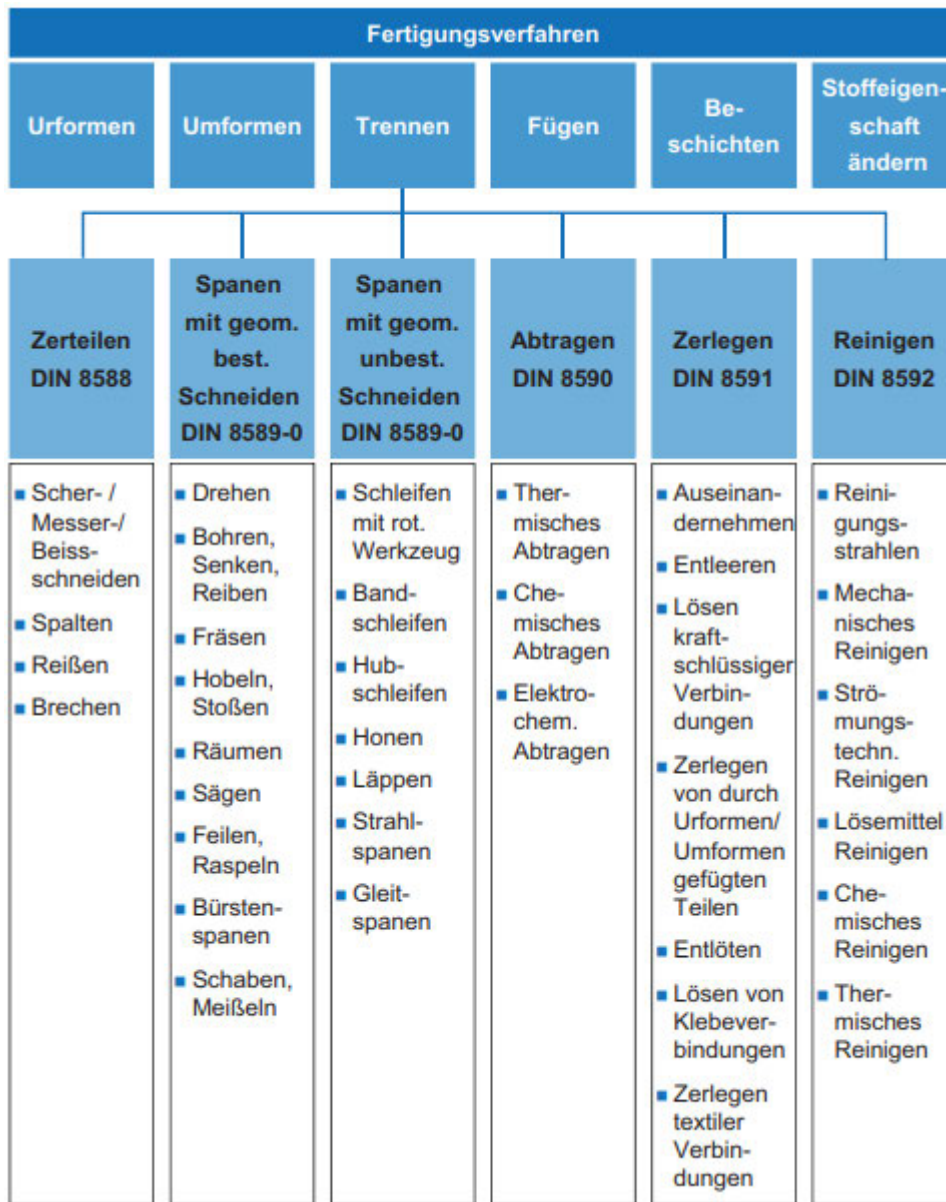 Fertigungsverfahren
Urformen
Umformen
Trennen
Fügen
Be-
schichten
Stoffeigen-
schaft
ändern
Zerteilen
DIN 8588
Spanen
mit geom.
best.
Schneiden
DIN 8589-0
Spanen
mit geom.
unbest.
Schneiden
DIN 8589-0
Abtragen
DIN 8590
Zerlegen
DIN 8591
Reinigen
DIN 8592
■ Scher- /
Messer-/
Beiss-
schneiden
■ Spalten
■ Reißen
■ Brechen
■ Drehen
■ Bohren,
Senken,
Reiben
■ Fräsen
■ Hobeln,
Stoßen
■ Räumen
■ Sägen
■ Feilen,
Raspeln
■ Bürsten-
spanen
■ Schaben,
Meißeln
■ Schleifen
mit rot.
Werkzeug
■ Band-
schleifen
■ Hub-
schleifen
■ Honen
■ Läppen
■ Strahl-
spanen
■ Gleit-
spanen
■ Ther-
misches
Abtragen
■ Che-
misches
Abtragen
■ Elektro-
chem.
Abtragen
■ Auseinan-
dernehmen
■ Entleeren
■ Lösen
kraft-
schlüssiger
Verbin-
dungen
■ Zerlegen
von durch
Urformen/
Umformen
gefügten
Teilen
■ Entlöten
■ Lösen von
Klebever-
bindungen
■ Zerlegen
textiler
Verbin-
dungen
■ Reini-
gungs-
strahlen
■ Mecha-
nisches
Reinigen
■ Strö-
mungs-
techn.
Reinigen
■ Lösemittel
Reinigen
■ Che-
misches
Reinigen
■ Ther-
misches
Reinigen